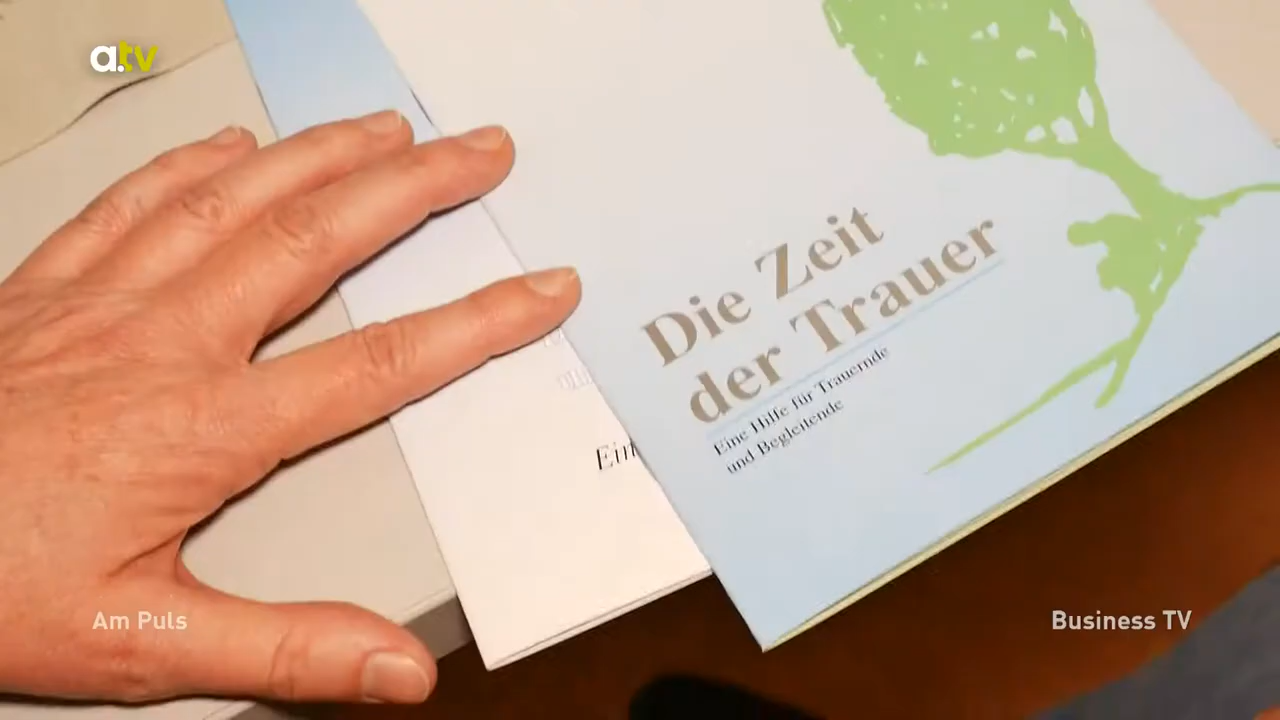 a.tv
Die Zeit
der Trauer
Eine Hilfe für Trauernde
und Begleitende
Am Puls
Business TV